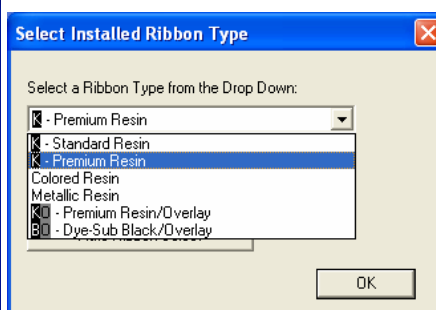 Select Installed Ribbon Type
Select a Ribbon Type from the Drop Down:
K - Premium Resin
K - Standard Resin
K - Premium Resin
Colored Resin
Metallic Resin
KO - Premium Resin/Overlay
BO - Dye-Sub Black/Overlay
OK